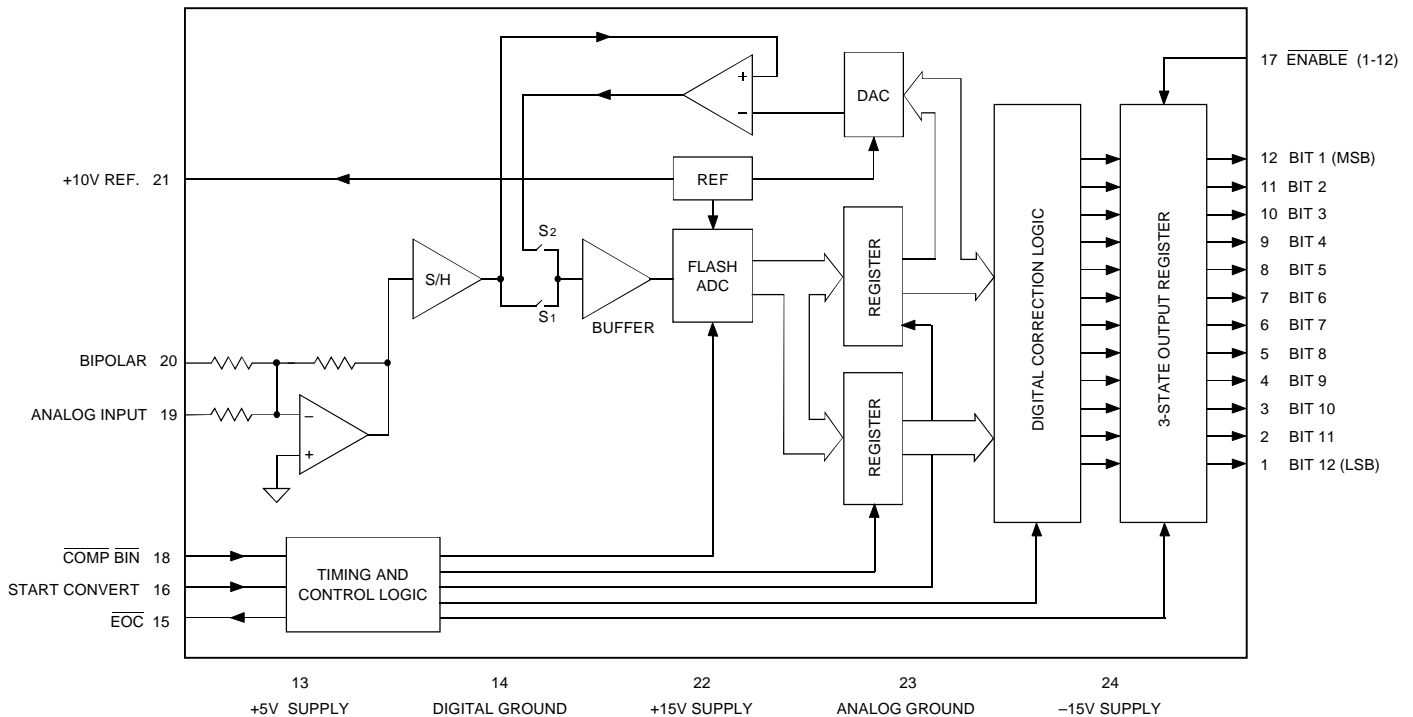 17 ENABLE (1-12)
+
−
DAC
+10V REF. 21
REF
12 BIT 1 (MSB)
11 BIT 2
10 BIT 3
9 BIT 4
8 BIT 5
7 BIT 6
6 BIT 7
5 BIT 8
4 BIT 9
3 BIT 10
2 BIT 11
1 BIT 12 (LSB)
S2
S/H
S1
BUFFER
FLASH
ADC
REGISTER
REGISTER
DIGITAL CORRECTION LOGIC
3-STATE OUTPUT REGISTER
BIPOLAR 20
ANALOG INPUT 19
−
+
COMP BIN 18
START CONVERT 16
EOC 15
TIMING AND
CONTROL LOGIC
13
+5V SUPPLY
14
DIGITAL GROUND
22
+15V SUPPLY
23
ANALOG GROUND
24
–15V SUPPLY